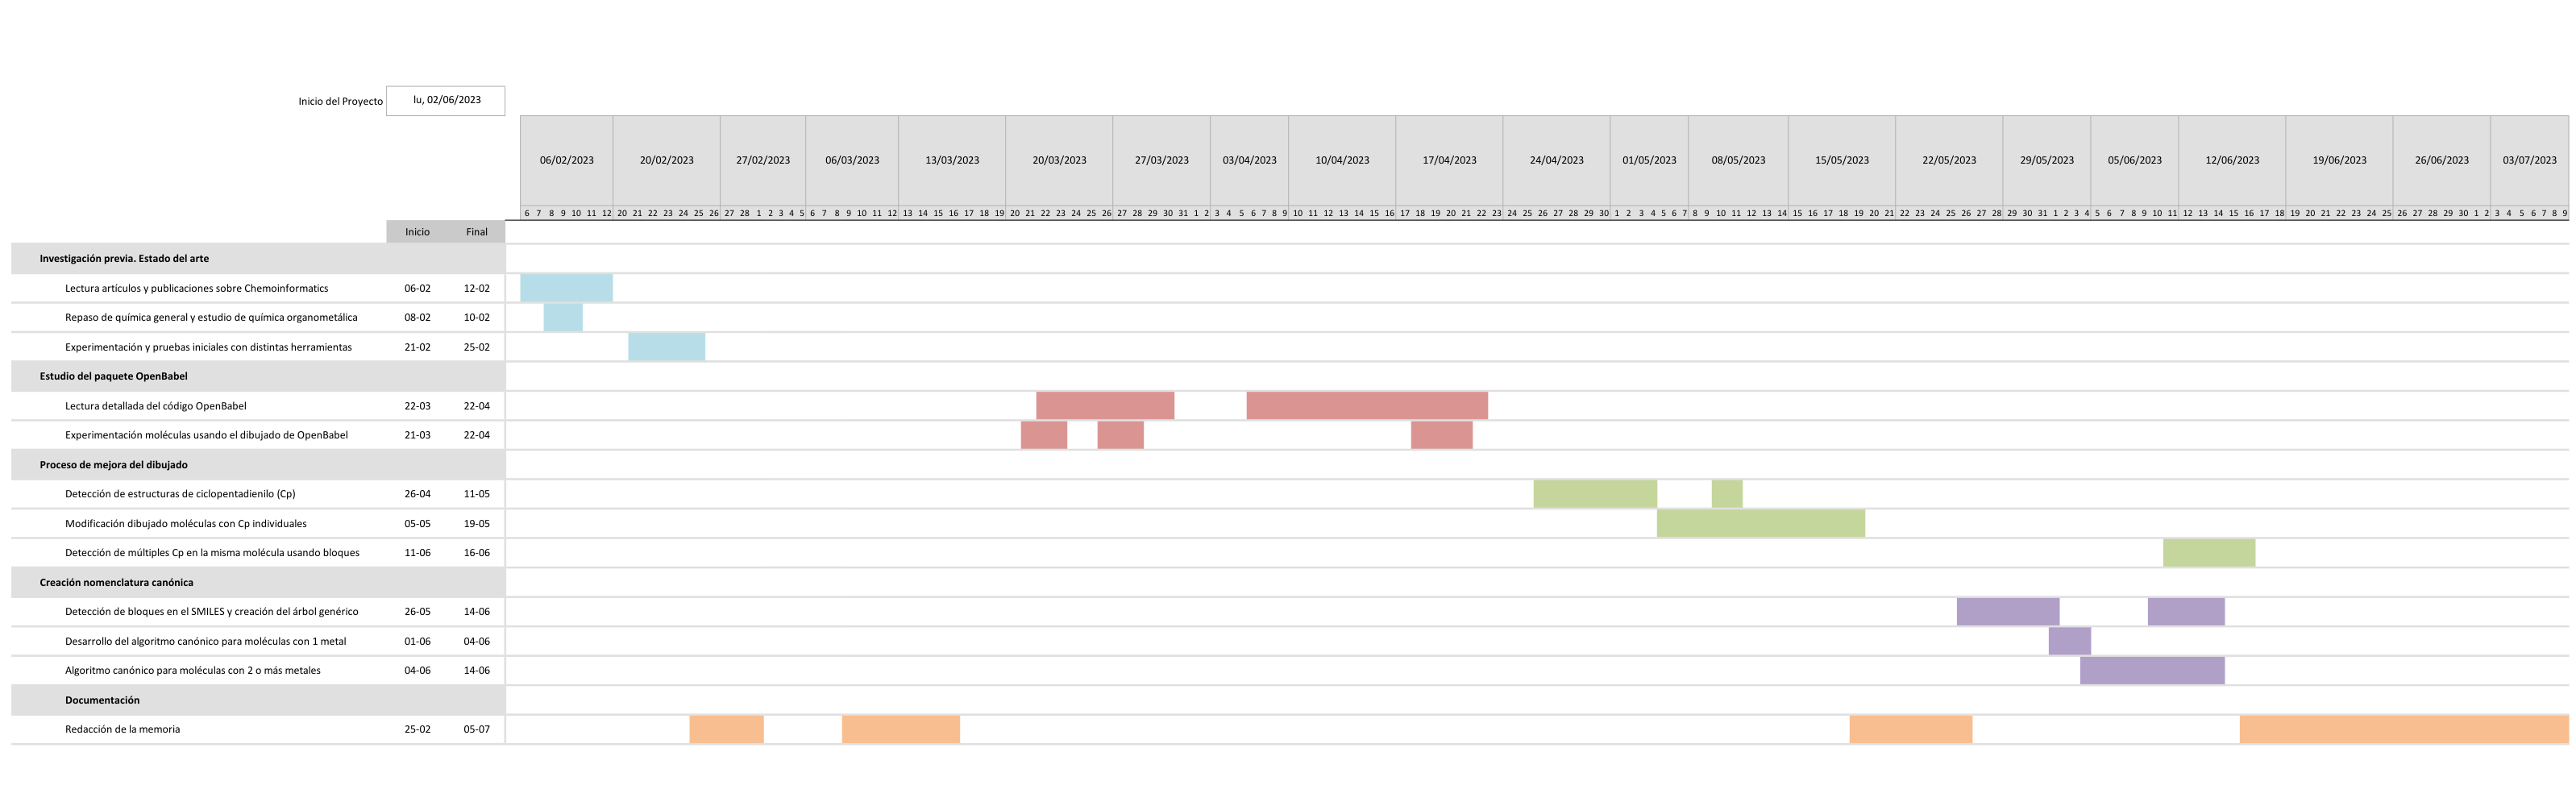 Inicio del Proyecto lu, 02/06/2023
06/02/2023 20/02/2023 27/02/2023 06/03/2023 13/03/2023 20/03/2023 27/03/2023 03/04/2023 10/04/2023 17/04/2023 24/04/2023 01/05/2023 08/05/2023 15/05/2023 22/05/2023 29/05/2023 05/06/2023 12/06/2023 19/06/2023 26/06/2023 03/07/2023
6 7 8 9 10 11 12 20 21 22 23 24 25 26 27 28 1 2 3 4 5 6 7 8 9 10 11 12 13 14 15 16 17 18 19 20 21 22 23 24 25 26 27 28 29 30 31 1 2 3 4 5 6 7 8 9 10 11 12 13 14 15 16 17 18 19 20 21 22 23 24 25 26 27 28 29 30 1 2 3 4 5 6 7 8 9 10 11 12 13 14 15 16 17 18 19 20 21 22 23 24 25 26 27 28 29 30 31 1 2 3 4 5 6 7 8 9 10 11 12 13 14 15 16 17 18 19 20 21 22 23 24 25 26 27 28 29 30 1 2 3 4 5 6 7 8 9
Inicio Final
Investigación previa. Estado del arte
Lectura artículos y publicaciones sobre Chemoinformatics 06-02 12-02
Repaso de química general y estudio de química organometálica 08-02 10-02
Experimentación y pruebas iniciales con distintas herramientas 21-02 25-02
Estudio del paquete OpenBabel
Lectura detallada del código OpenBabel 22-03 22-04
Experimentación moléculas usando el dibujado de OpenBabel 21-03 22-04
Proceso de mejora del dibujado
Detección de estructuras de ciclopentadienilo (Cp) 26-04 11-05
Modificación dibujado moléculas con Cp individuales 05-05 19-05
Detección de múltiples Cp en la misma molécula usando bloques 11-06 16-06
Creación nomenclatura canónica
Detección de bloques en el SMILES y creación del árbol genérico 26-05 14-06
Desarrollo del algoritmo canónico para moléculas con 1 metal 01-06 04-06
Algoritmo canónico para moléculas con 2 o más metales 04-06 14-06
Documentación
Redacción de la memoria 25-02 05-07